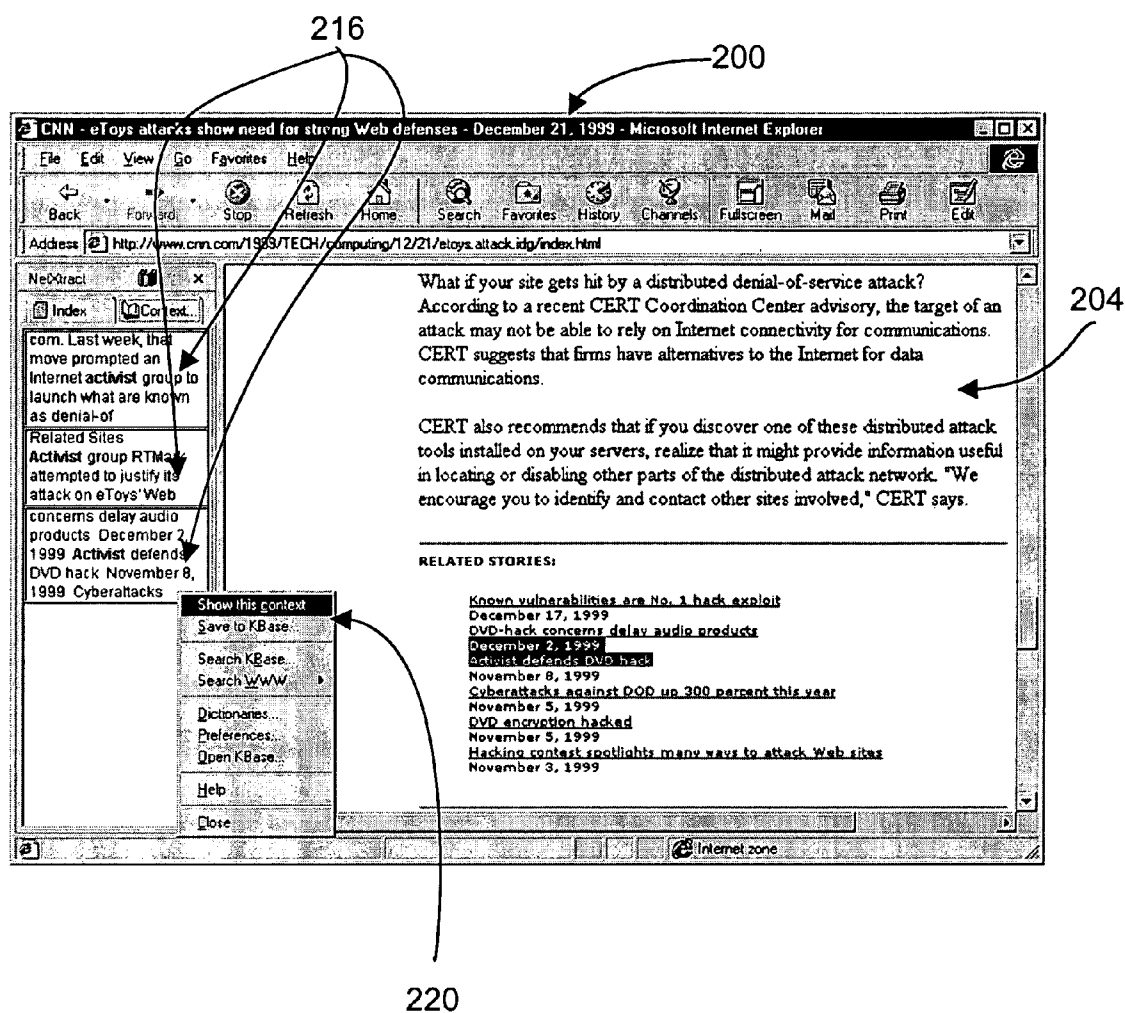 216
200
CNN - eToys attacks show need for strong Web defenses - December 21, 1999 - Microsoft Internet Explorer
File Edit View Go Favorites Help
Back Forward Stop Refresh Home Search Favorites History Channels Fullscreen Mail Print Edit
Address http://www.cnn.com/1999/TECH/computing/12/21/etoys.attack.idg/index.html
NetXtract x
Index Context...
com. Last week, that
move prompted an
Internet activist group to
launch what are known
as denial-of
Related Sites
Activist group RTMark
attempted to justify its
attack on eToys' Web
concerns delay audio
products December 2,
1999 Activist defends
DVD hack November 8,
1999 Cyberattacks
Show this context
Save to KBase...
Search KBase...
Search WWW
Dictionaries...
Preferences...
Open KBase...
Help
Close
What if your site gets hit by a distributed denial-of-service attack?
According to a recent CERT Coordination Center advisory, the target of an
attack may not be able to rely on Internet connectivity for communications.
CERT suggests that firms have alternatives to the Internet for data
communications.
CERT also recommends that if you discover one of these distributed attack
tools installed on your servers, realize that it might provide information useful
in locating or disabling other parts of the distributed attack network. "We
encourage you to identify and contact other sites involved," CERT says.
RELATED STORIES:
Known vulnerabilities are No. 1 hack exploit
December 17, 1999
DVD-hack concerns delay audio products
December 2, 1999
Activist defends DVD hack
November 8, 1999
Cyberattacks against DOD up 300 percent this year
November 5, 1999
DVD encryption hacked
November 5, 1999
Hacking contest spotlights many ways to attack Web sites
November 3, 1999
204
Internet zone
220